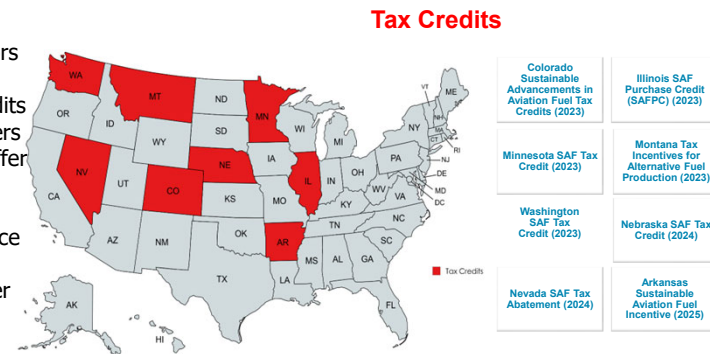 Tax Credits
rs
lits
ers
ffer
ce
er
WA
MT
ND
MN
OR
ID
SD
WI
MI
NY
VT
ME
NH
MA
CT
RI
WY
NE
IA
PA
NJ
NV
UT
CO
IL
IN
OH
DE
MD
DC
CA
KS
MO
KY
WV
VA
AZ
NM
OK
AR
TN
NC
SC
MS
AL
GA
TX
LA
FL
AK
HI
Tax Credits
Colorado
Sustainable
Advancements in
Aviation Fuel Tax
Credits (2023)
Illinois SAF
Purchase Credit
(SAFPC) (2023)
Minnesota SAF Tax
Credit (2023)
Montana Tax
Incentives for
Alternative Fuel
Production (2023)
Washington
SAF Tax
Credit (2023)
Nebraska SAF Tax
Credit (2024)
Nevada SAF Tax
Abatement (2024)
Arkansas
Sustainable
Aviation Fuel
Incentive (2025)